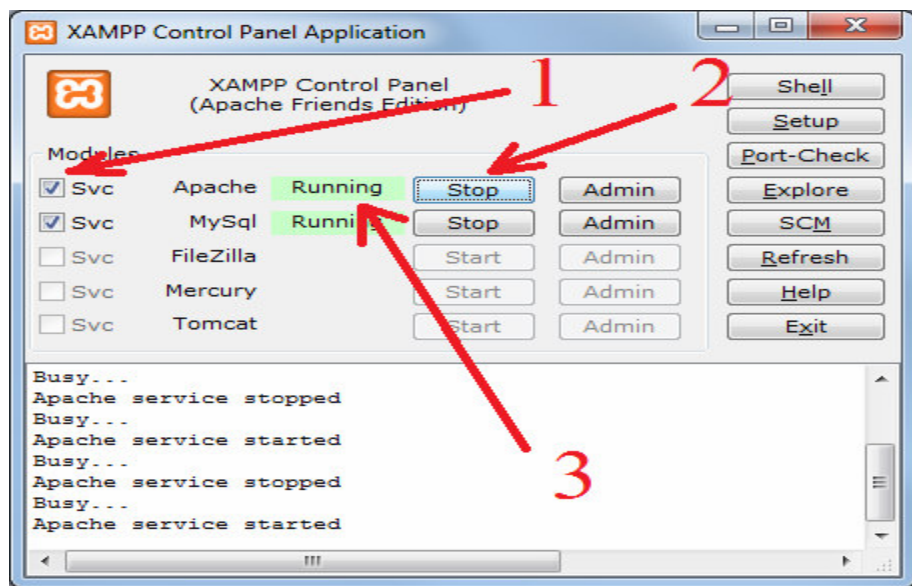 XAMPP Control Panel Application
XAMPP Control Panel
(Apache Friends Edition)
1
2
Shell
Setup
Port-Check
Modules
Svc Apache Running Stop Admin Explore
Svc MySql Running Stop Admin SCM
Svc FileZilla Start Admin Refresh
Svc Mercury Start Admin Help
Svc Tomcat Start Admin Exit
Busy...
Apache service stopped
Busy...
Apache service started
Busy...
Apache service stopped
Busy...
Apache service started
3